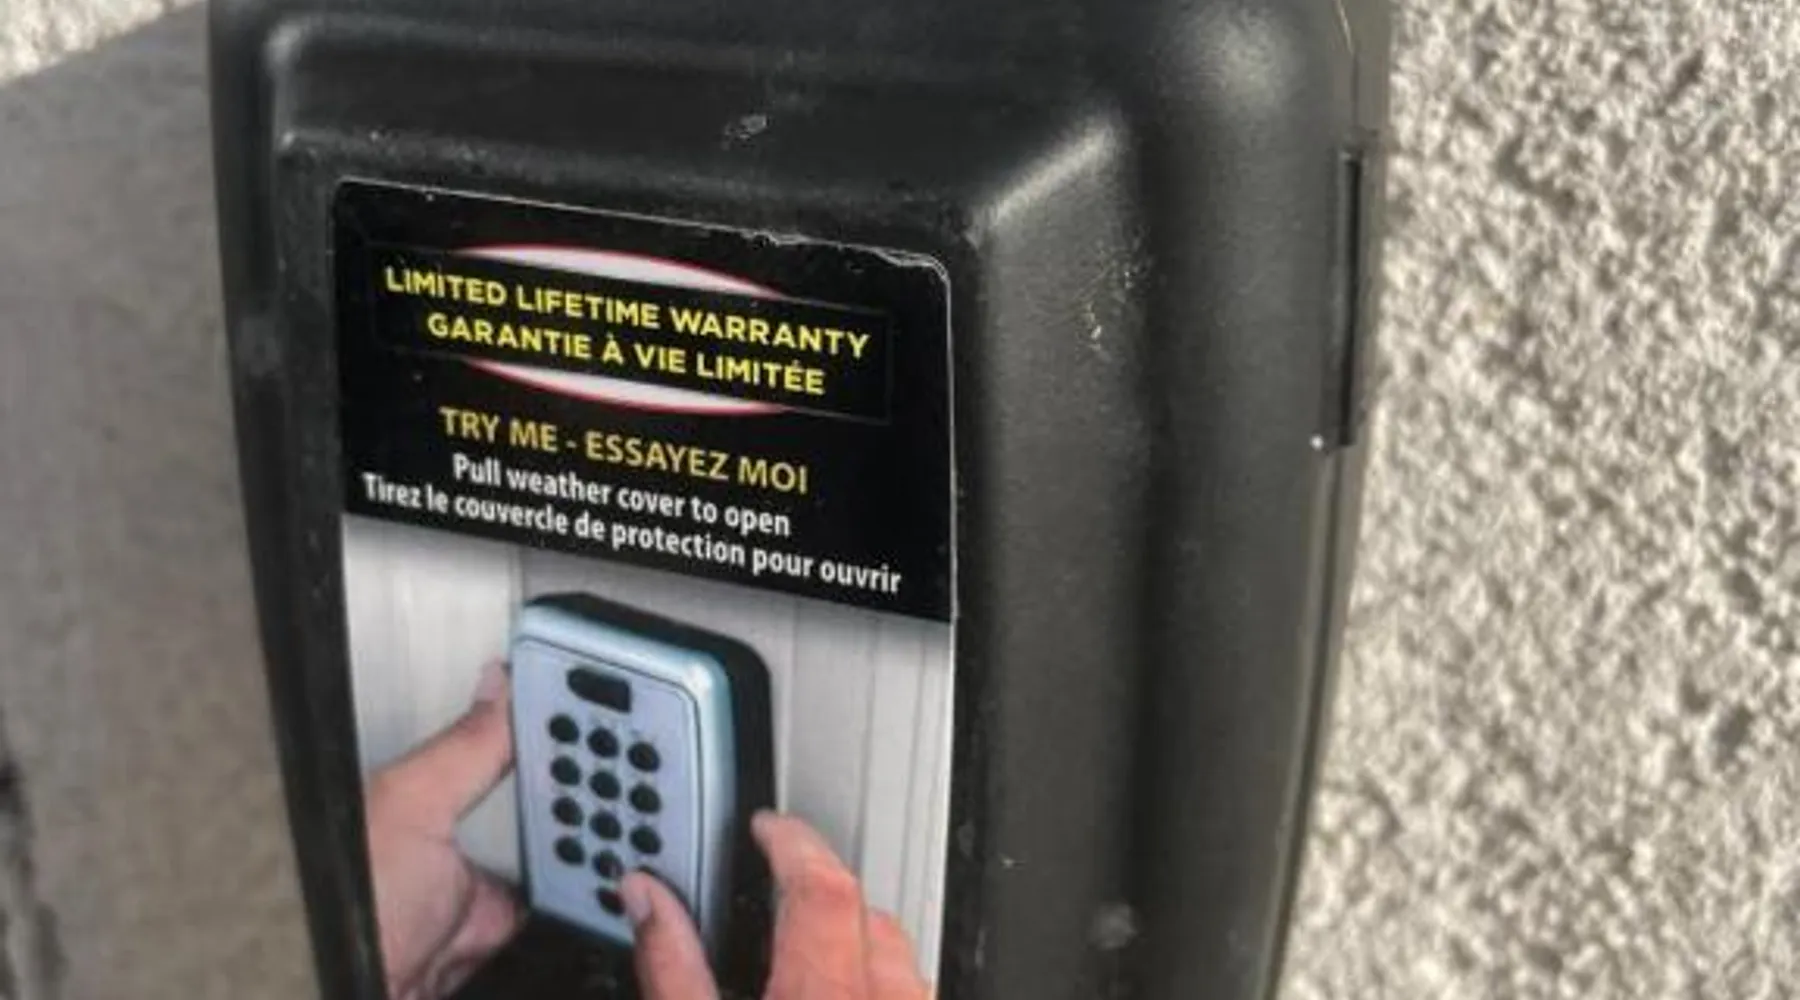 LIMITED LIFETIME WARRANTY
GARANTIE À VIE LIMITÉE
TRY ME - ESSAYEZ MOI
Pull weather cover to open
Tirez le couvercle de protection pour ouvrir